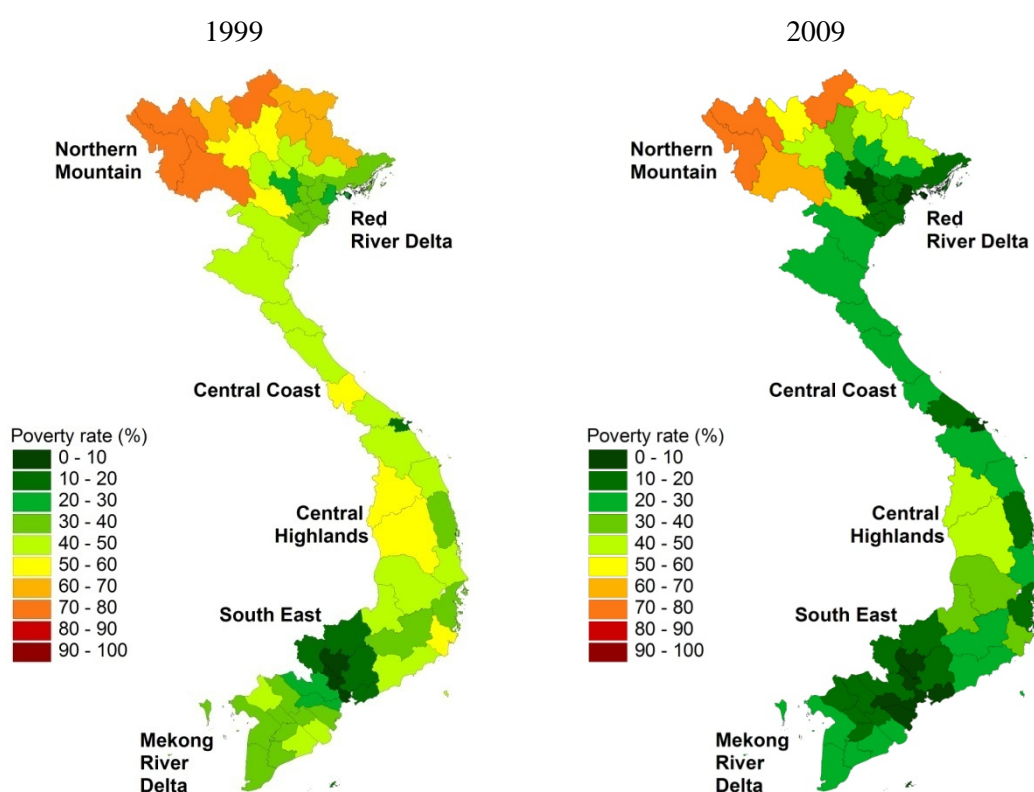 1999
Northern
Mountain
Red
River Delta
Central Coast
Poverty rate (%)
0 - 10
10 - 20
20 - 30
30 - 40
40 - 50
50 - 60
60 - 70
70 - 80
80 - 90
90 - 100
Central
Highlands
South East
Mekong
River
Delta
2009
Northern
Mountain
Red
River Delta
Central Coast
Poverty rate (%)
0 - 10
10 - 20
20 - 30
30 - 40
40 - 50
50 - 60
60 - 70
70 - 80
80 - 90
90 - 100
Central
Highlands
South East
Mekong
River
Delta